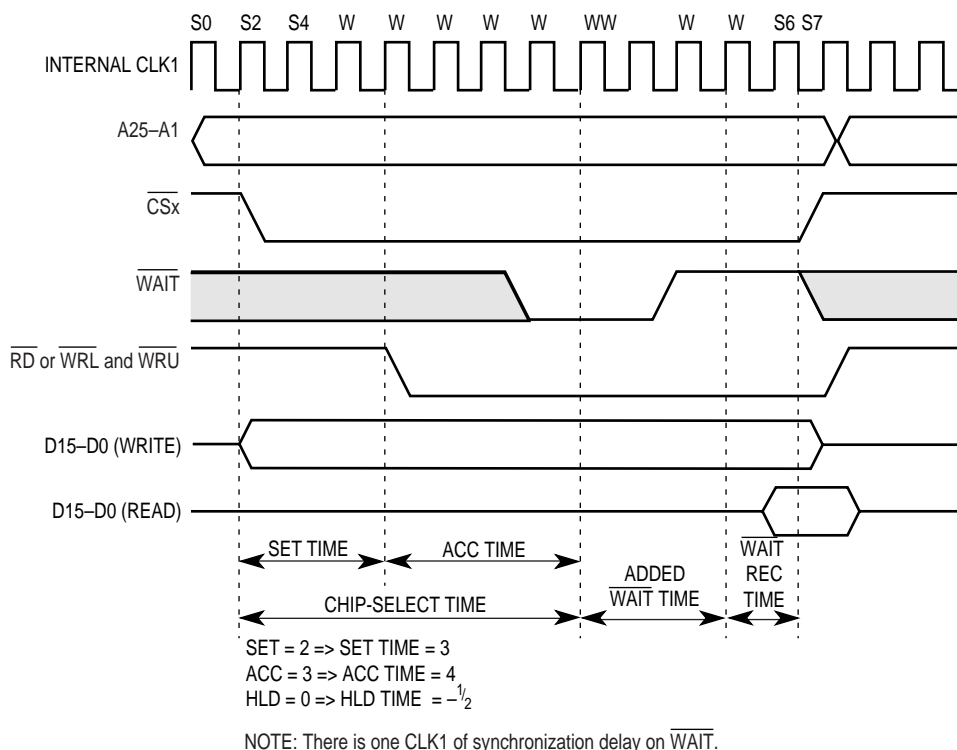 S0 S2 S4 W W W W W WW W W S6 S7
INTERNAL CLK1
A25–A1
CSx
WAIT
RD or WRL and WRU
D15–D0 (WRITE)
D15–D0 (READ)
SET TIME ACC TIME WAIT REC TIME
ADDED WAIT TIME
CHIP-SELECT TIME
SET = 2 => SET TIME = 3
ACC = 3 => ACC TIME = 4
HLD = 0 => HLD TIME = –1/2
NOTE: There is one CLK1 of synchronization delay on WAIT.